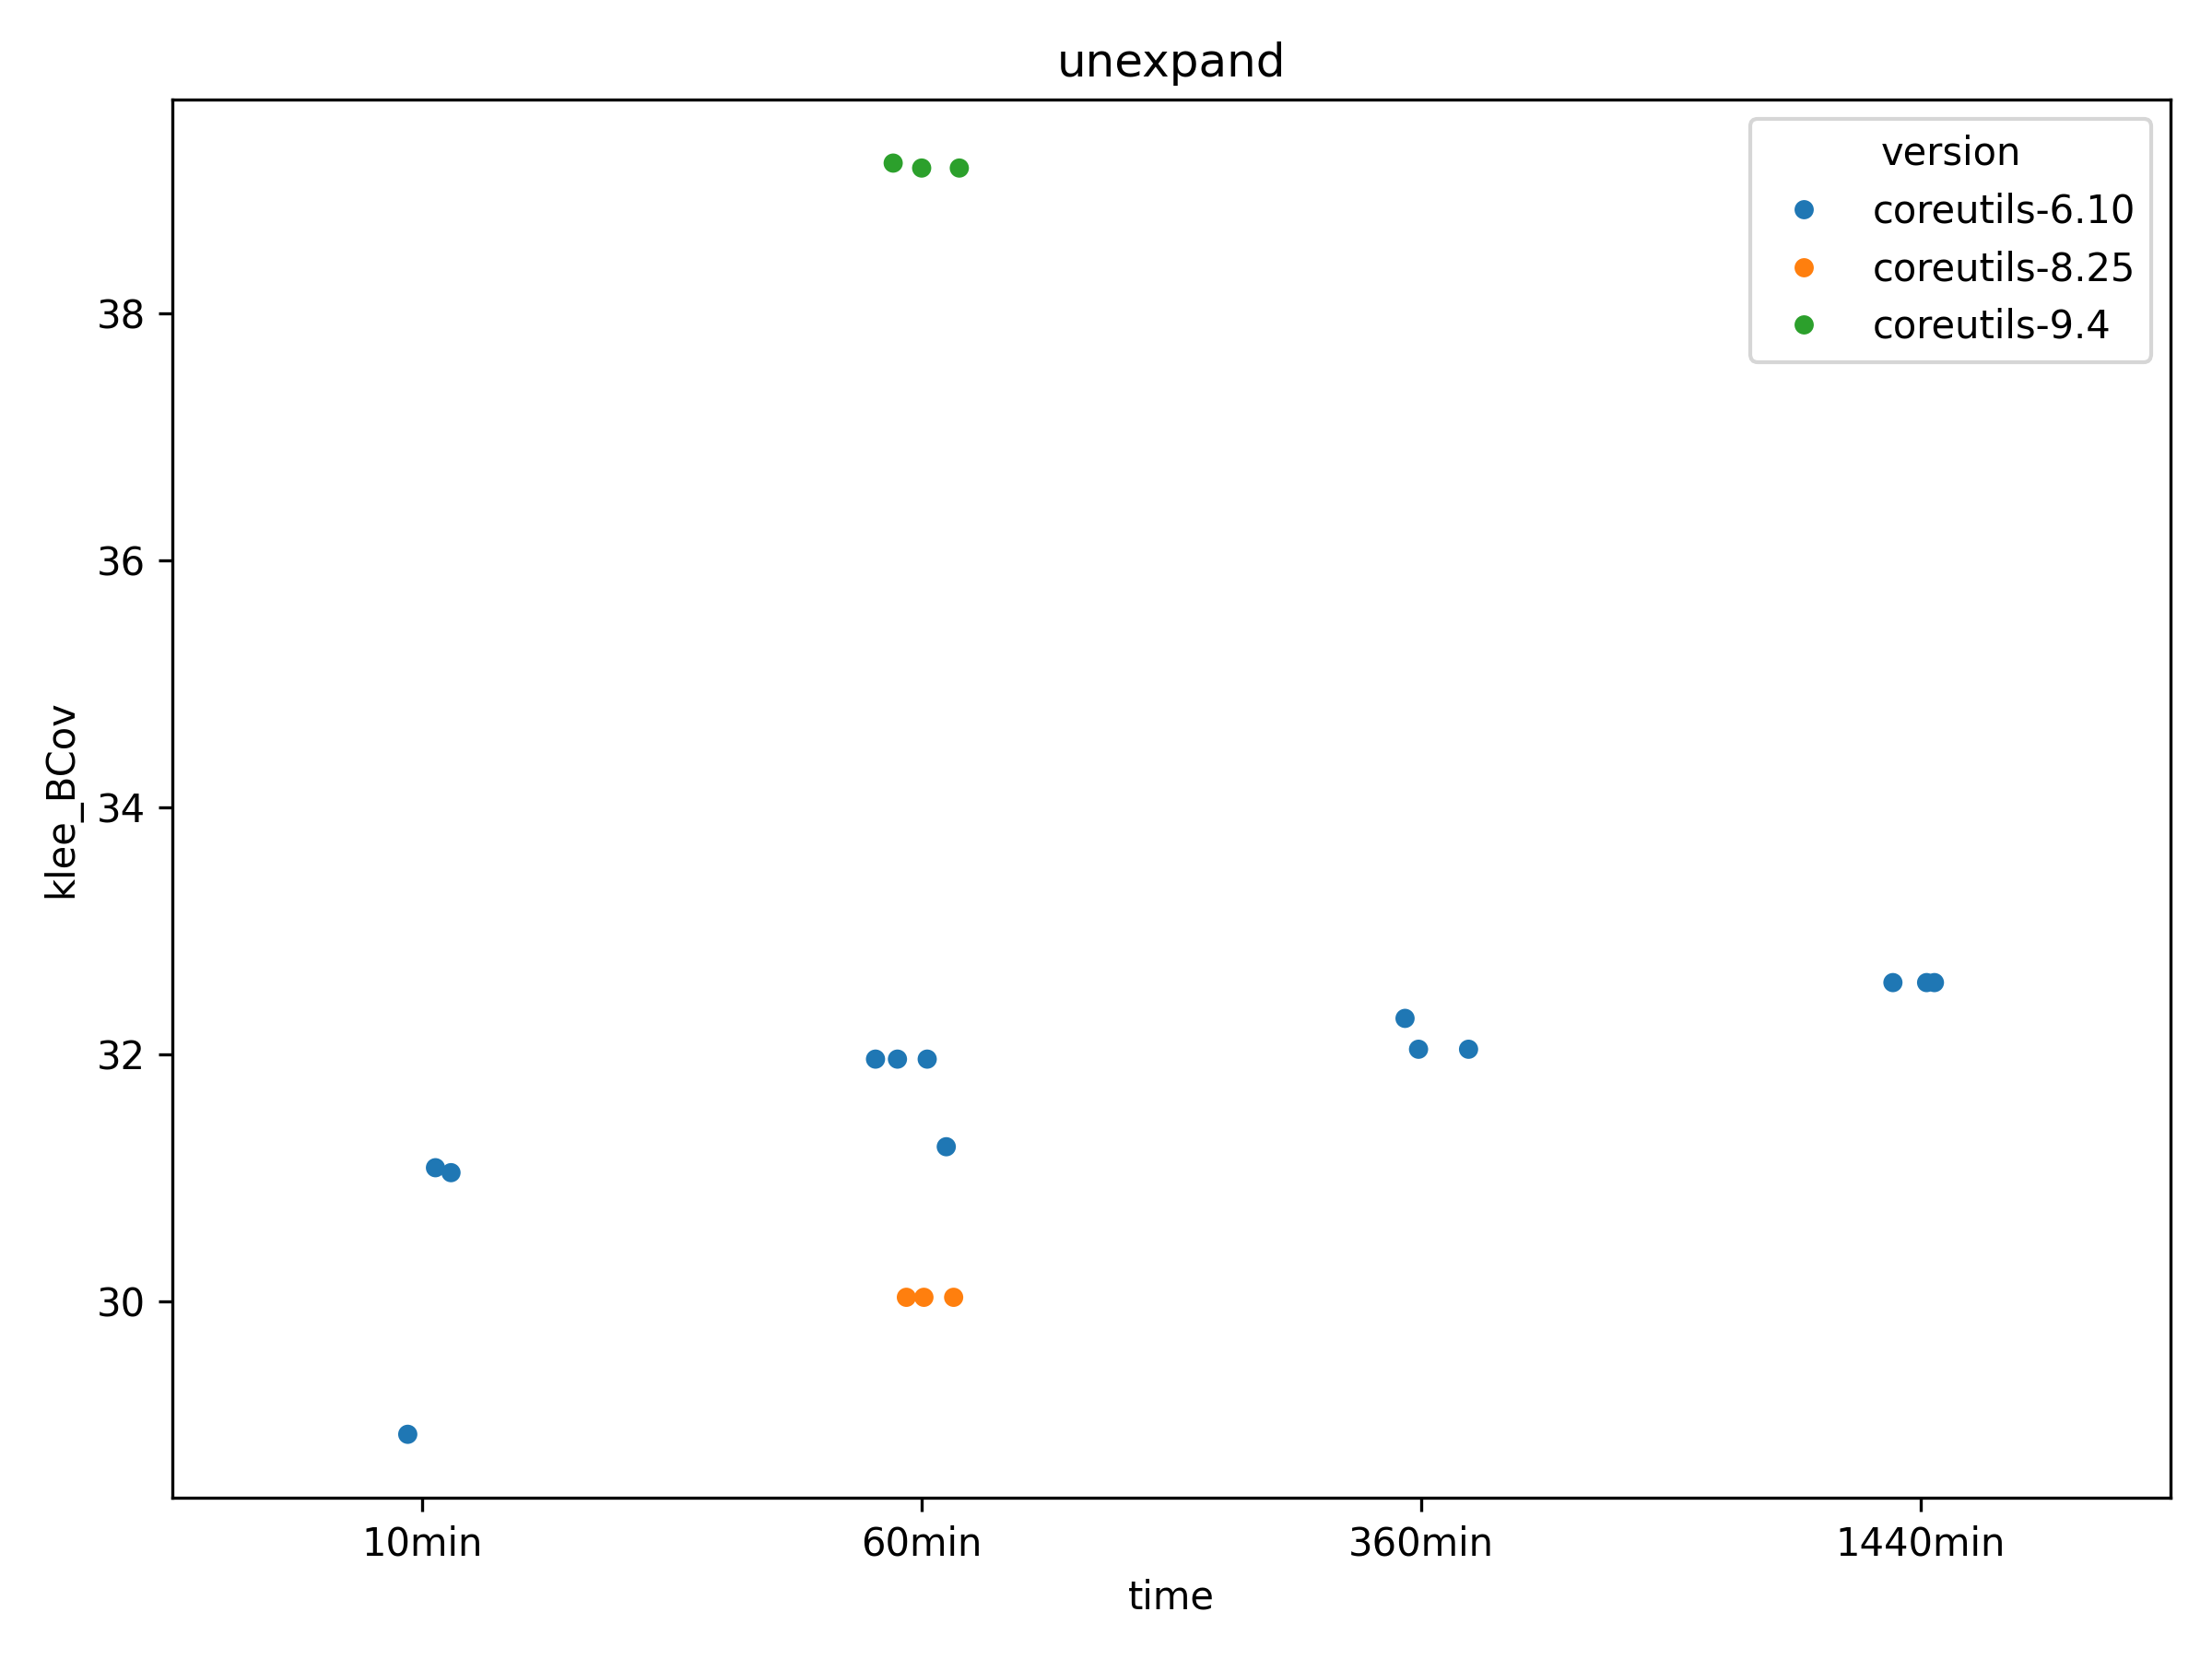 unexpand
version
coreutils-6.10
coreutils-8.25
coreutils-9.4
klee_BCov
38
36
34
32
30
10min 60min 360min 1440min
time